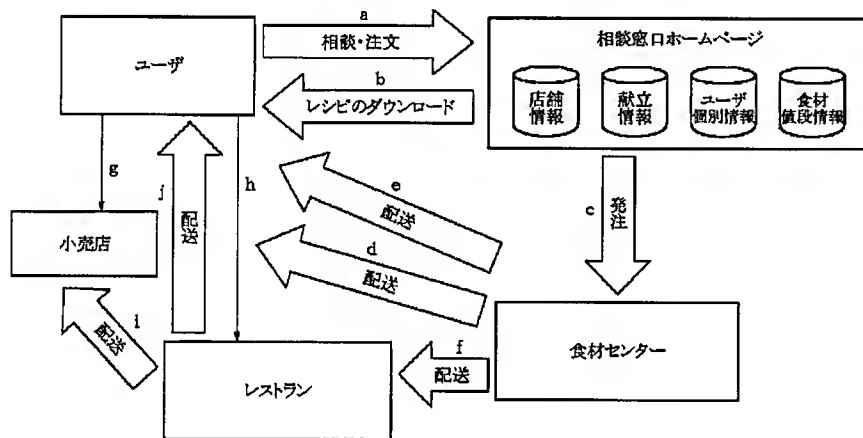 a
相談・注文
相談窓口ホームページ
ユーザ
b
レシピのダウンロード
店舗
情報
献立
情報
ユーザ
個別情報
食材
値段情報
g
j
配送
h
e
配送
c
発注
小売店
d
配送
i
配送
f
配送
食材センター
レストラン